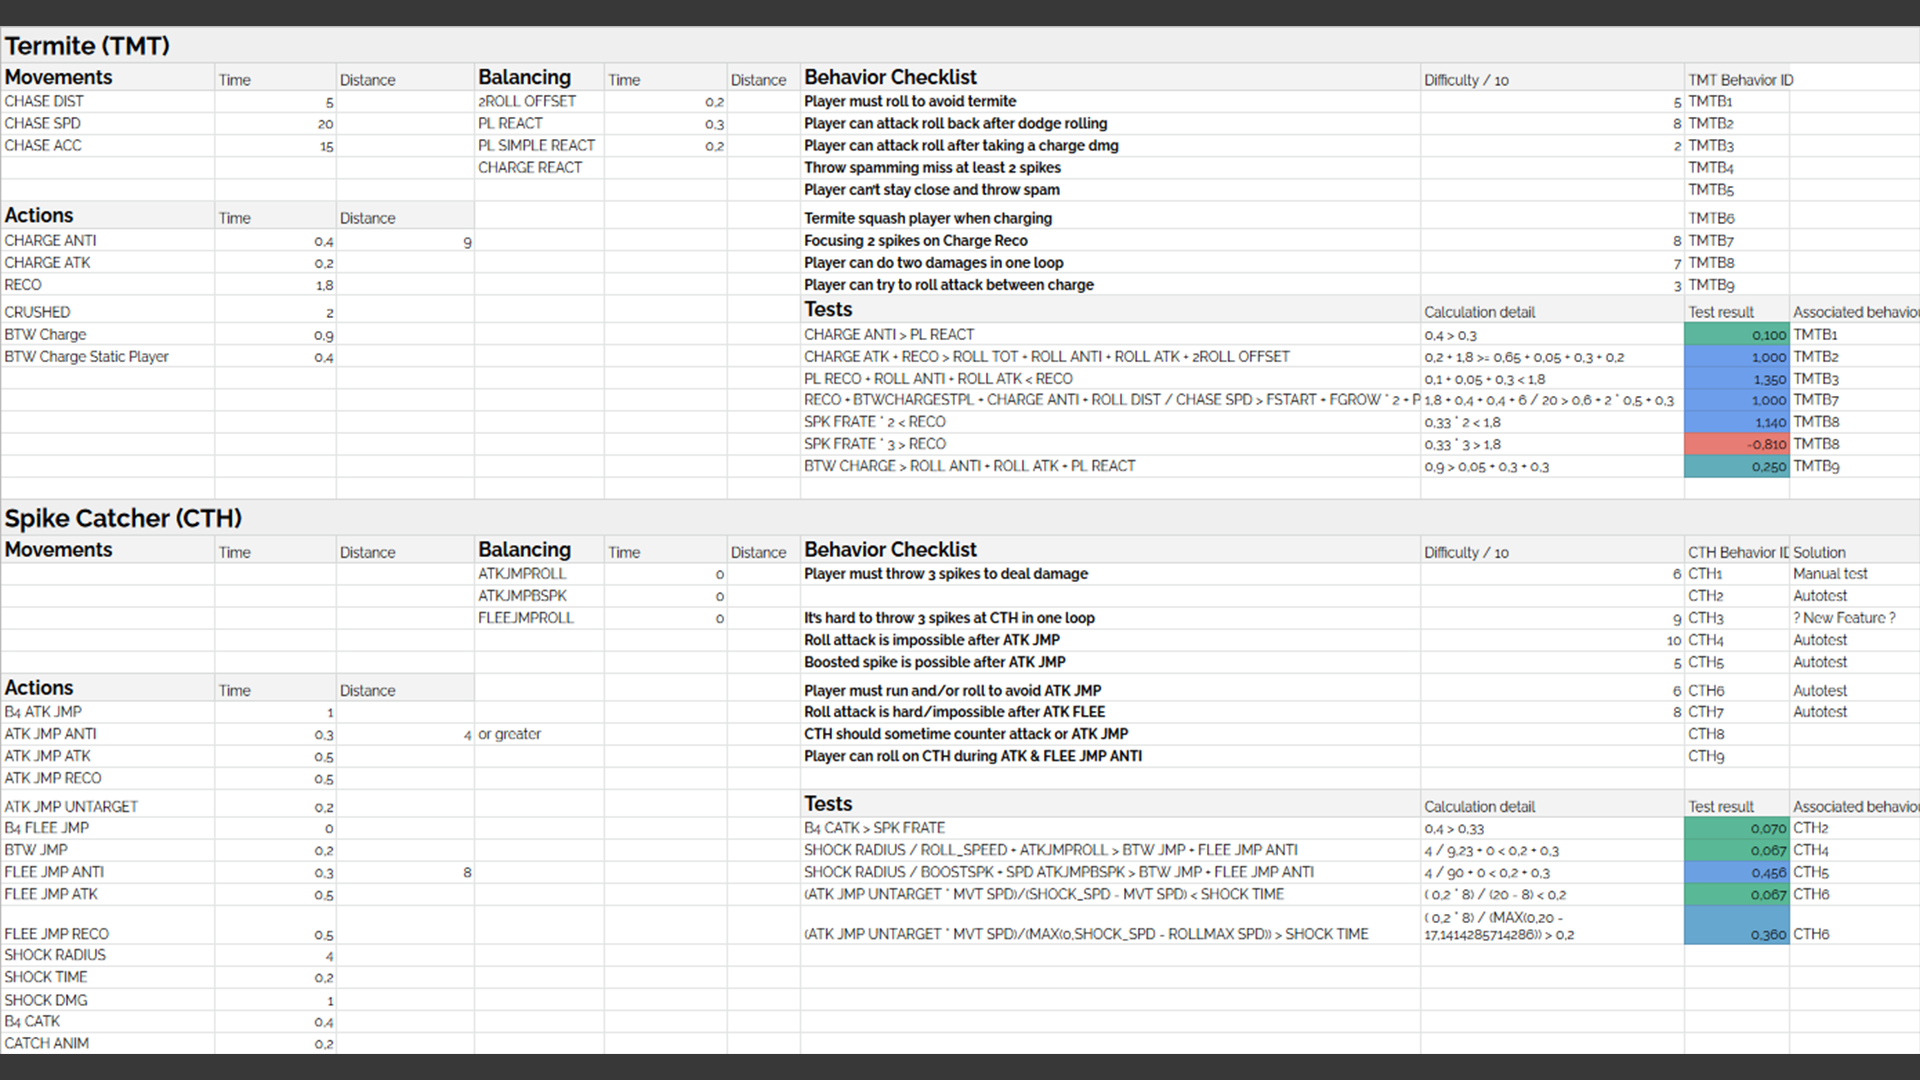 Termite (TMT)
Movements Time Distance Balancing Time Distance Behavior Checklist Difficulty / 10 TMT Behavior ID
CHASE DIST 5 2ROLL OFFSET 0,2 Player must roll to avoid termite 5 TMTB1
CHASE SPD 20 PL REACT 0,3 Player can attack roll back after dodge rolling 8 TMTB2
CHASE ACC 15 PL SIMPLE REACT 0,2 Player can attack roll after taking a charge dmg 2 TMTB3
CHARGE REACT Throw spamming miss at least 2 spikes TMTB4
Player can't stay close and throw spam TMTB5
Actions Time Distance Termite squash player when charging TMTB6
CHARGE ANTI 0,4 9 Focusing 2 spikes on Charge Reco 8 TMTB7
CHARGE ATK 0,2 Player can do two damages in one loop 7 TMTB8
RECO 1,8 Player can try to roll attack between charge 3 TMTB9
CRUSHED 2 Tests Calculation detail Test result Associated behavio
BTW Charge 0,9 CHARGE ANTI > PL REACT 0,4 > 0,3 0,100 TMTB1
BTW Charge Static Player 0,4 CHARGE ATK + RECO > ROLL TOT + ROLL ANTI + ROLL ATK + 2ROLL OFFSET 0,2 + 1,8 >= 0,65 + 0,05 + 0,3 + 0,2 1,000 TMTB2
PL RECO + ROLL ANTI + ROLL ATK < RECO 0,1 + 0,05 + 0,3 < 1,8 1,350 TMTB3
RECO + BTWCHARGESTPL + CHARGE ANTI + ROLL DIST / CHASE SPD > FSTART + FGROW * 2 + P 1,8 + 0,4 + 0,4 + 6 / 20 > 0,6 + 2 * 0,5 + 0,3 1,000 TMTB7
SPK FRATE * 2 < RECO 0,33 * 2 < 1,8 1,140 TMTB8
SPK FRATE * 3 > RECO 0,33 * 3 > 1,8 -0,810 TMTB8
BTW CHARGE > ROLL ANTI + ROLL ATK + PL REACT 0,9 > 0,05 + 0,3 + 0,3 0,250 TMTB9
Spike Catcher (CTH)
Movements Time Distance Balancing Time Distance Behavior Checklist Difficulty / 10 CTH Behavior ID Solution
ATKJMPROLL 0 Player must throw 3 spikes to deal damage 6 CTH1 Manual test
ATKJMPBSPK 0 CTH2 Autotest
FLEEJMPROLL 0 It's hard to throw 3 spikes at CTH in one loop 9 CTH3 ? New Feature ?
Roll attack is impossible after ATK JMP 10 CTH4 Autotest
Boosted spike is possible after ATK JMP 5 CTH5 Autotest
Actions Time Distance Player must run and/or roll to avoid ATK JMP 6 CTH6 Autotest
B4 ATK JMP 1 Roll attack is hard/impossible after ATK FLEE 8 CTH7 Autotest
ATK JMP ANTI 0,3 4 or greater CTH should sometime counter attack or ATK JMP CTH8
ATK JMP ATK 0,5 Player can roll on CTH during ATK & FLEE JMP ANTI CTH9
ATK JMP RECO 0,5
ATK JMP UNTARGET 0,2 Tests Calculation detail Test result Associated behavio
B4 FLEE JMP 0 B4 CATK > SPK FRATE 0,4 > 0,33 0,070 CTH2
BTW JMP 0,2 SHOCK RADIUS / ROLL_SPEED + ATKJMPROLL > BTW JMP + FLEE JMP ANTI 4 / 9,23 + 0 < 0,2 + 0,3 0,067 CTH4
FLEE JMP ANTI 0,3 8 SHOCK RADIUS / BOOSTSPK + SPD ATKJMPBSPK > BTW JMP + FLEE JMP ANTI 4 / 90 + 0 < 0,2 + 0,3 0,456 CTH5
FLEE JMP ATK 0,5 (ATK JMP UNTARGET * MVT SPD)/(SHOCK_SPD - MVT SPD) < SHOCK TIME ( 0,2 * 8) / (20 - 8) < 0,2 0,067 CTH6
( 0,2 * 8) / (MAX(0,20 -
FLEE JMP RECO 0,5 (ATK JMP UNTARGET * MVT SPD)/(MAX(0,SHOCK_SPD - ROLLMAX SPD)) > SHOCK TIME 17,1414285714286)) > 0,2 0,360 CTH6
SHOCK RADIUS 4
SHOCK TIME 0,2
SHOCK DMG 1
B4 CATK 0,4
CATCH ANIM 0,2